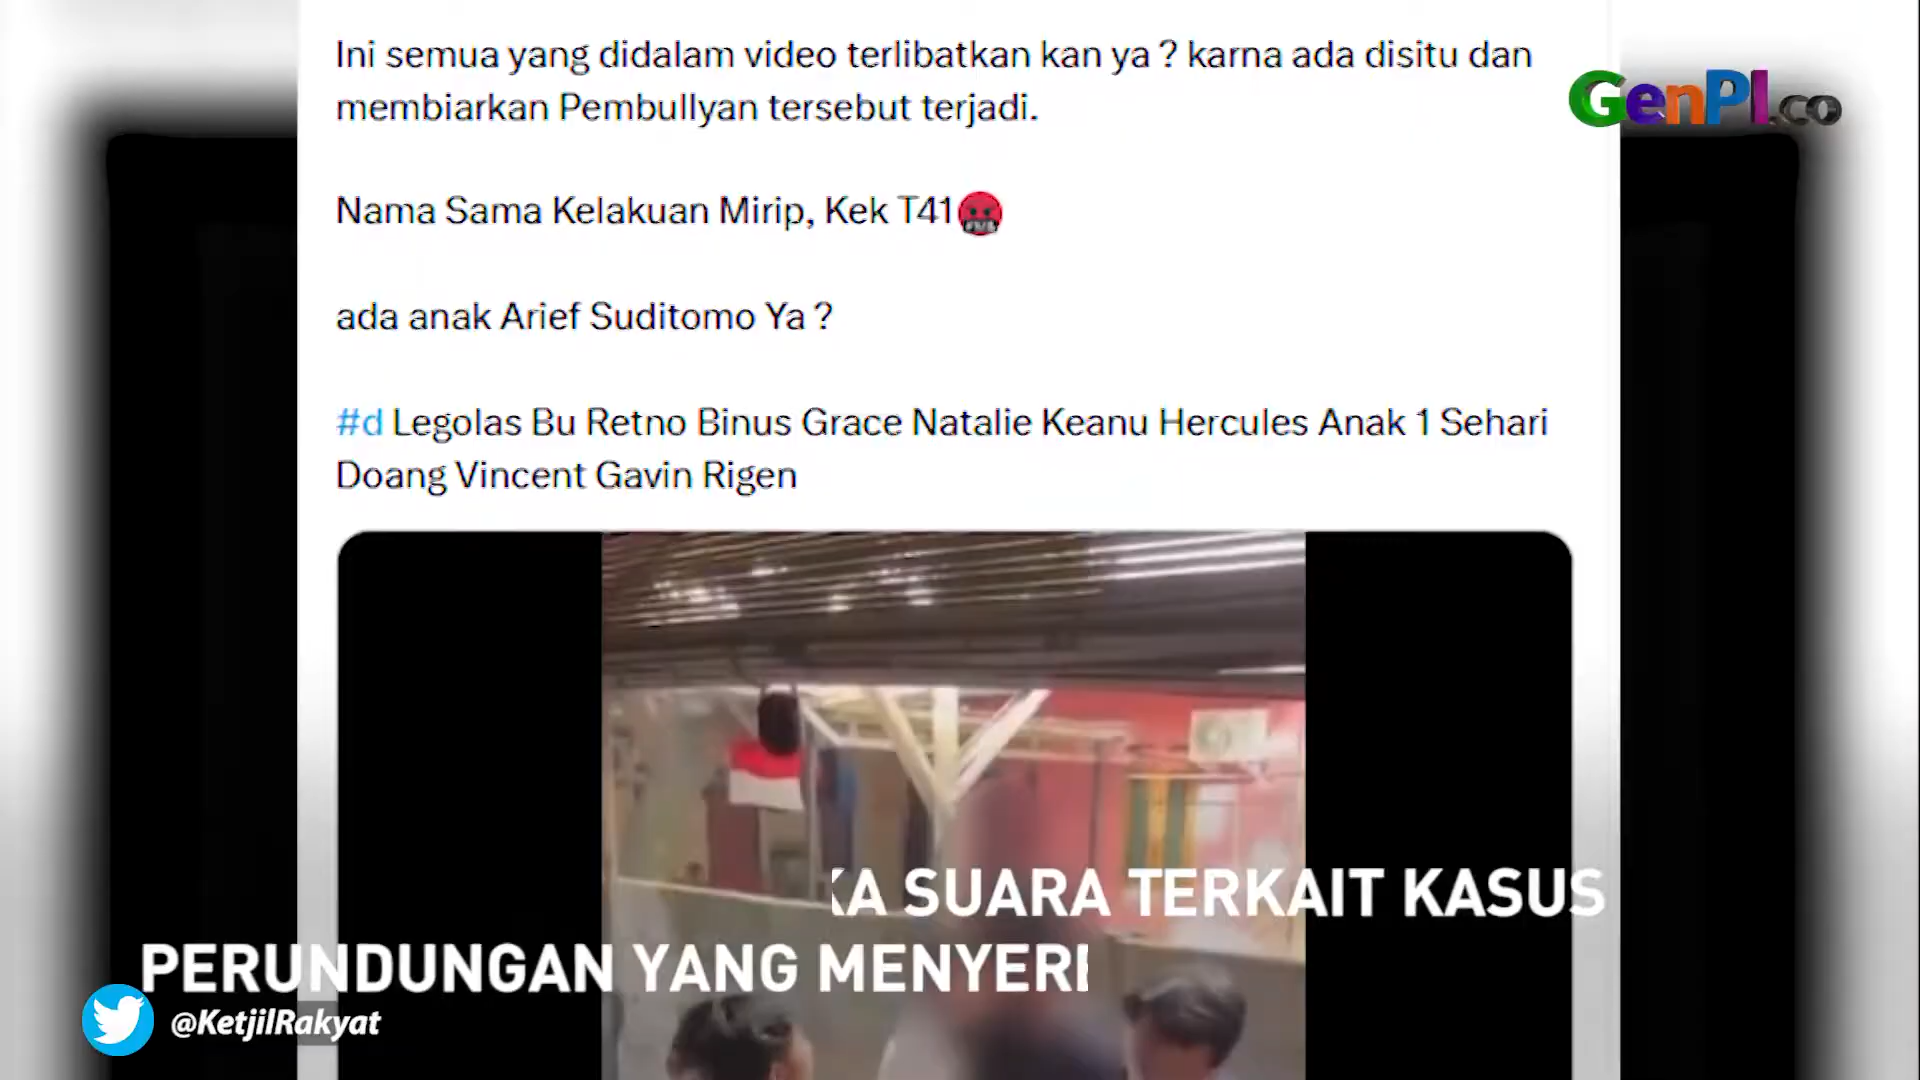 Ini semua yang didalam video terlibatkan kan ya ? karna ada disitu dan
membiarkan Pembullyan tersebut terjadi.
GenPI.co
Nama Sama Kelakuan Mirip, Kek T41🤬
ada anak Arief Suditomo Ya ?
#d Legolas Bu Retno Binus Grace Natalie Keanu Hercules Anak 1 Sehari
Doang Vincent Gavin Rigen
KA SUARA TERKAIT KASUS
PERUNDUNGAN YANG MENYERE
@KetjilRakyat